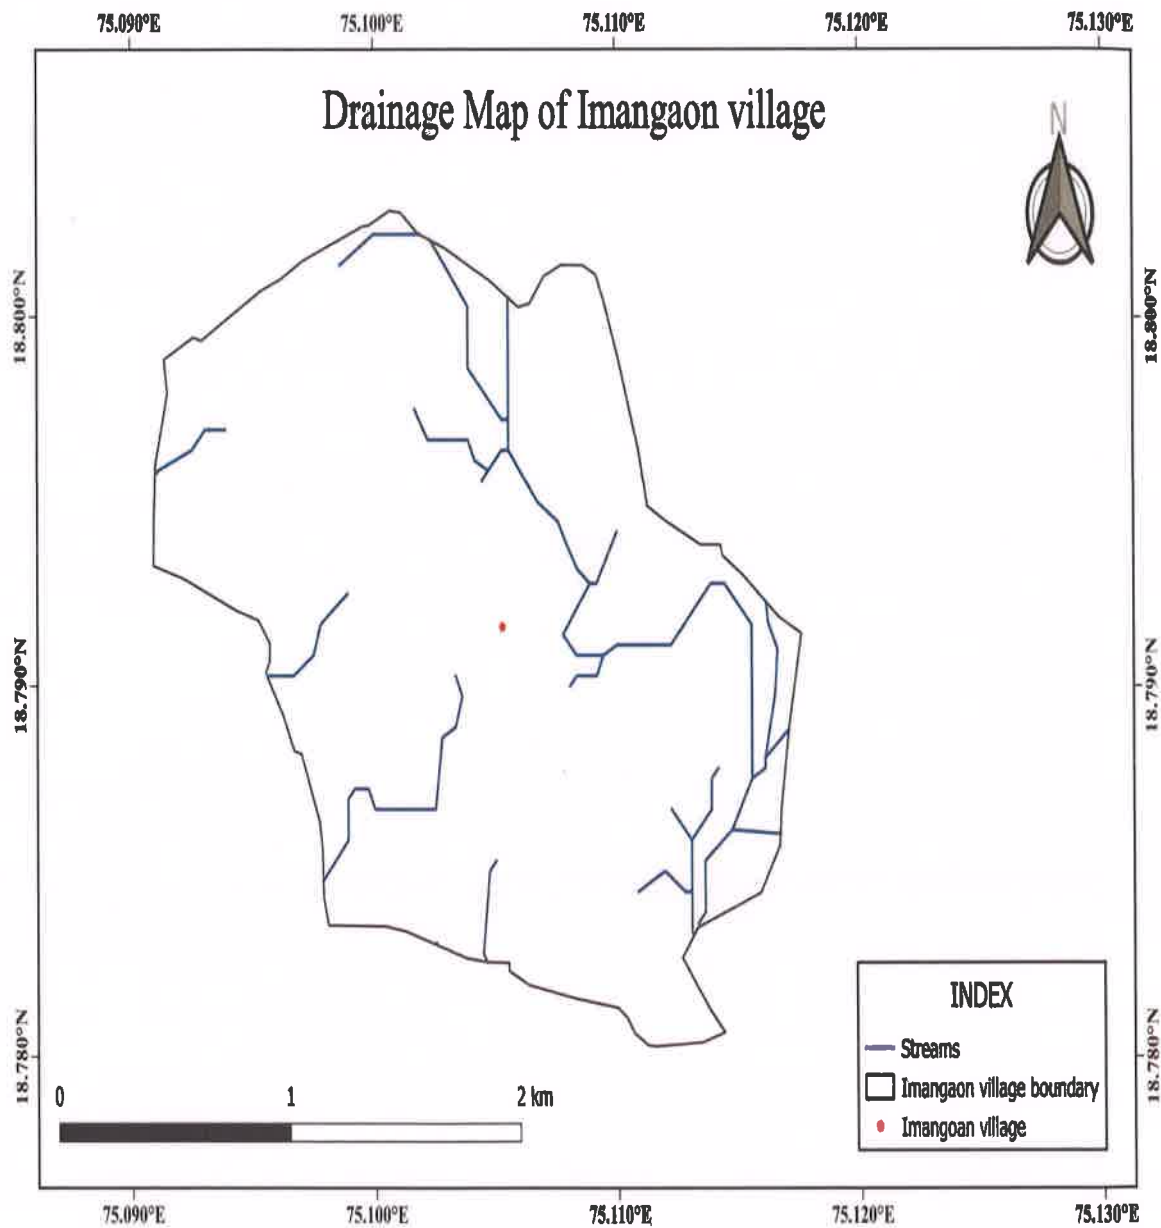 75.090°E 75.100°E 75.110°E 75.120°E 75.130°E
Drainage Map of Imangaon village
N
18.800°N 18.800°N
18.790°N 18.790°N
18.780°N 18.780°N
INDEX
Streams
Imangaon village boundary
Imangoan village
0 1 2 km
75.090°E 75.100°E 75.110°E 75.120°E 75.130°E